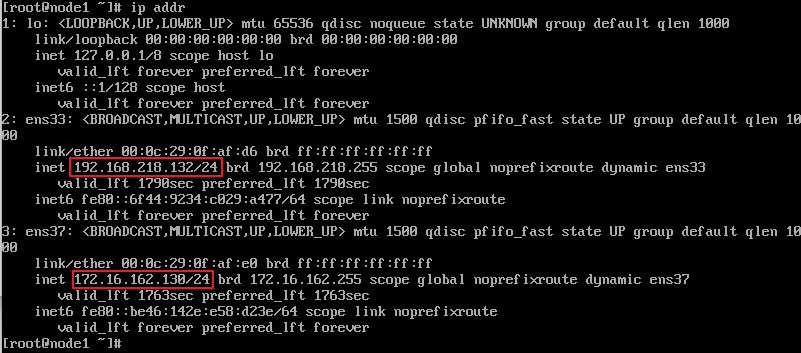 [root@node1 ~]# ip addr
1: lo: <LOOPBACK,UP,LOWER_UP> mtu 65536 qdisc noqueue state UNKNOWN group default qlen 1000
link/loopback 00:00:00:00:00:00 brd 00:00:00:00:00:00
inet 127.0.0.1/8 scope host lo
valid_lft forever preferred_lft forever
inet6 ::1/128 scope host
valid_lft forever preferred_lft forever
2: ens33: <BROADCAST,MULTICAST,UP,LOWER_UP> mtu 1500 qdisc pfifo_fast state UP group default qlen 10
00
link/ether 00:0c:29:0f:af:d6 brd ff:ff:ff:ff:ff:ff
inet 192.168.218.132/24 brd 192.168.218.255 scope global noprefixroute dynamic ens33
valid_lft 1790sec preferred_lft 1790sec
inet6 fe80::6f44:9234:c029:a477/64 scope link noprefixroute
valid_lft forever preferred_lft forever
3: ens37: <BROADCAST,MULTICAST,UP,LOWER_UP> mtu 1500 qdisc pfifo_fast state UP group default qlen 10
00
link/ether 00:0c:29:0f:af:e0 brd ff:ff:ff:ff:ff:ff
inet 172.16.162.130/24 brd 172.16.162.255 scope global noprefixroute dynamic ens37
valid_lft 1763sec preferred_lft 1763sec
inet6 fe80::be46:142e:e58:d23e/64 scope link noprefixroute
valid_lft forever preferred_lft forever
[root@node1 ~]#